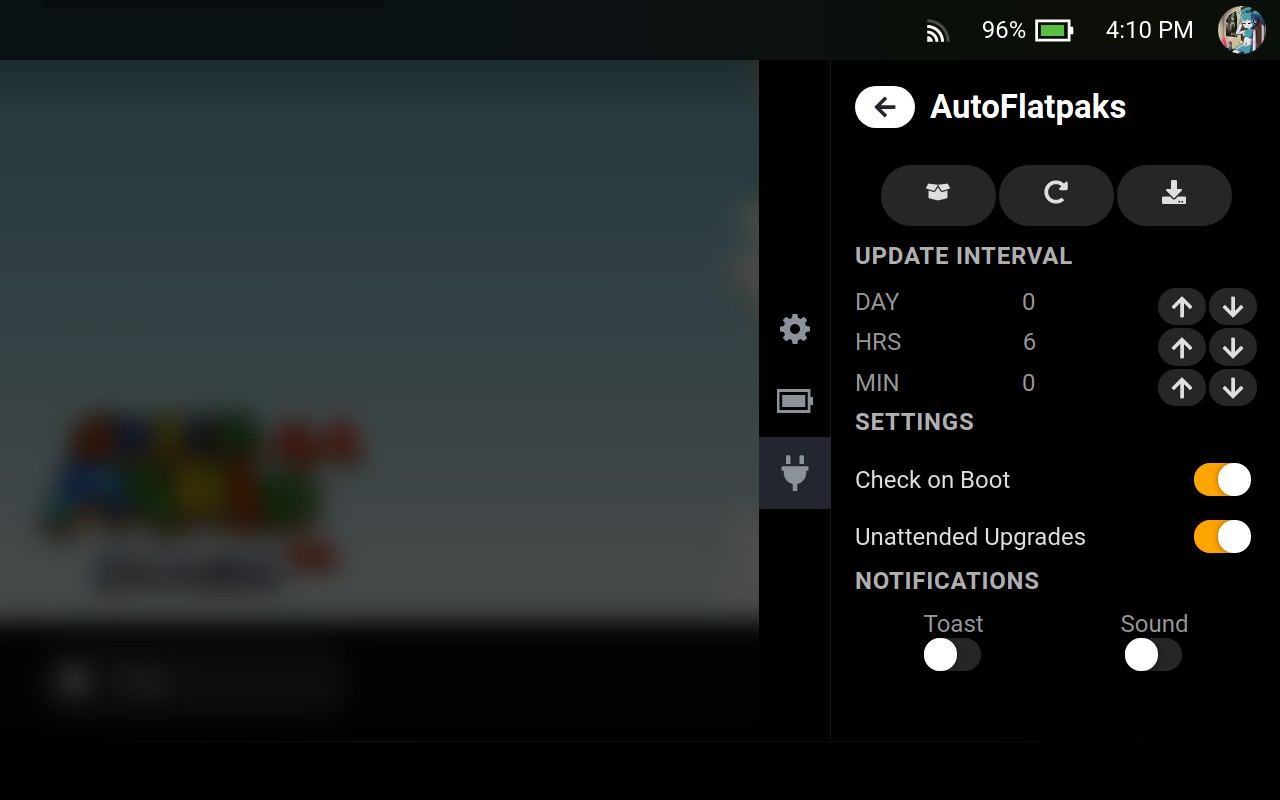 96% 4:10 PM
AutoFlatpaks
UPDATE INTERVAL
DAY 0
HRS 6
MIN 0
SETTINGS
Check on Boot
Unattended Upgrades
NOTIFICATIONS
Toast Sound